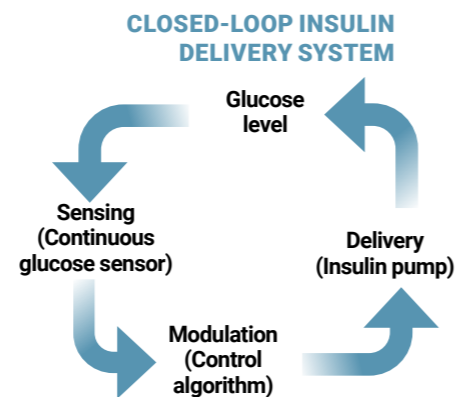 CLOSED-LOOP INSULIN
DELIVERY SYSTEM
Glucose
level
Sensing
(Continuous
glucose sensor)
Modulation
(Control
algorithm)
Delivery
(Insulin pump)